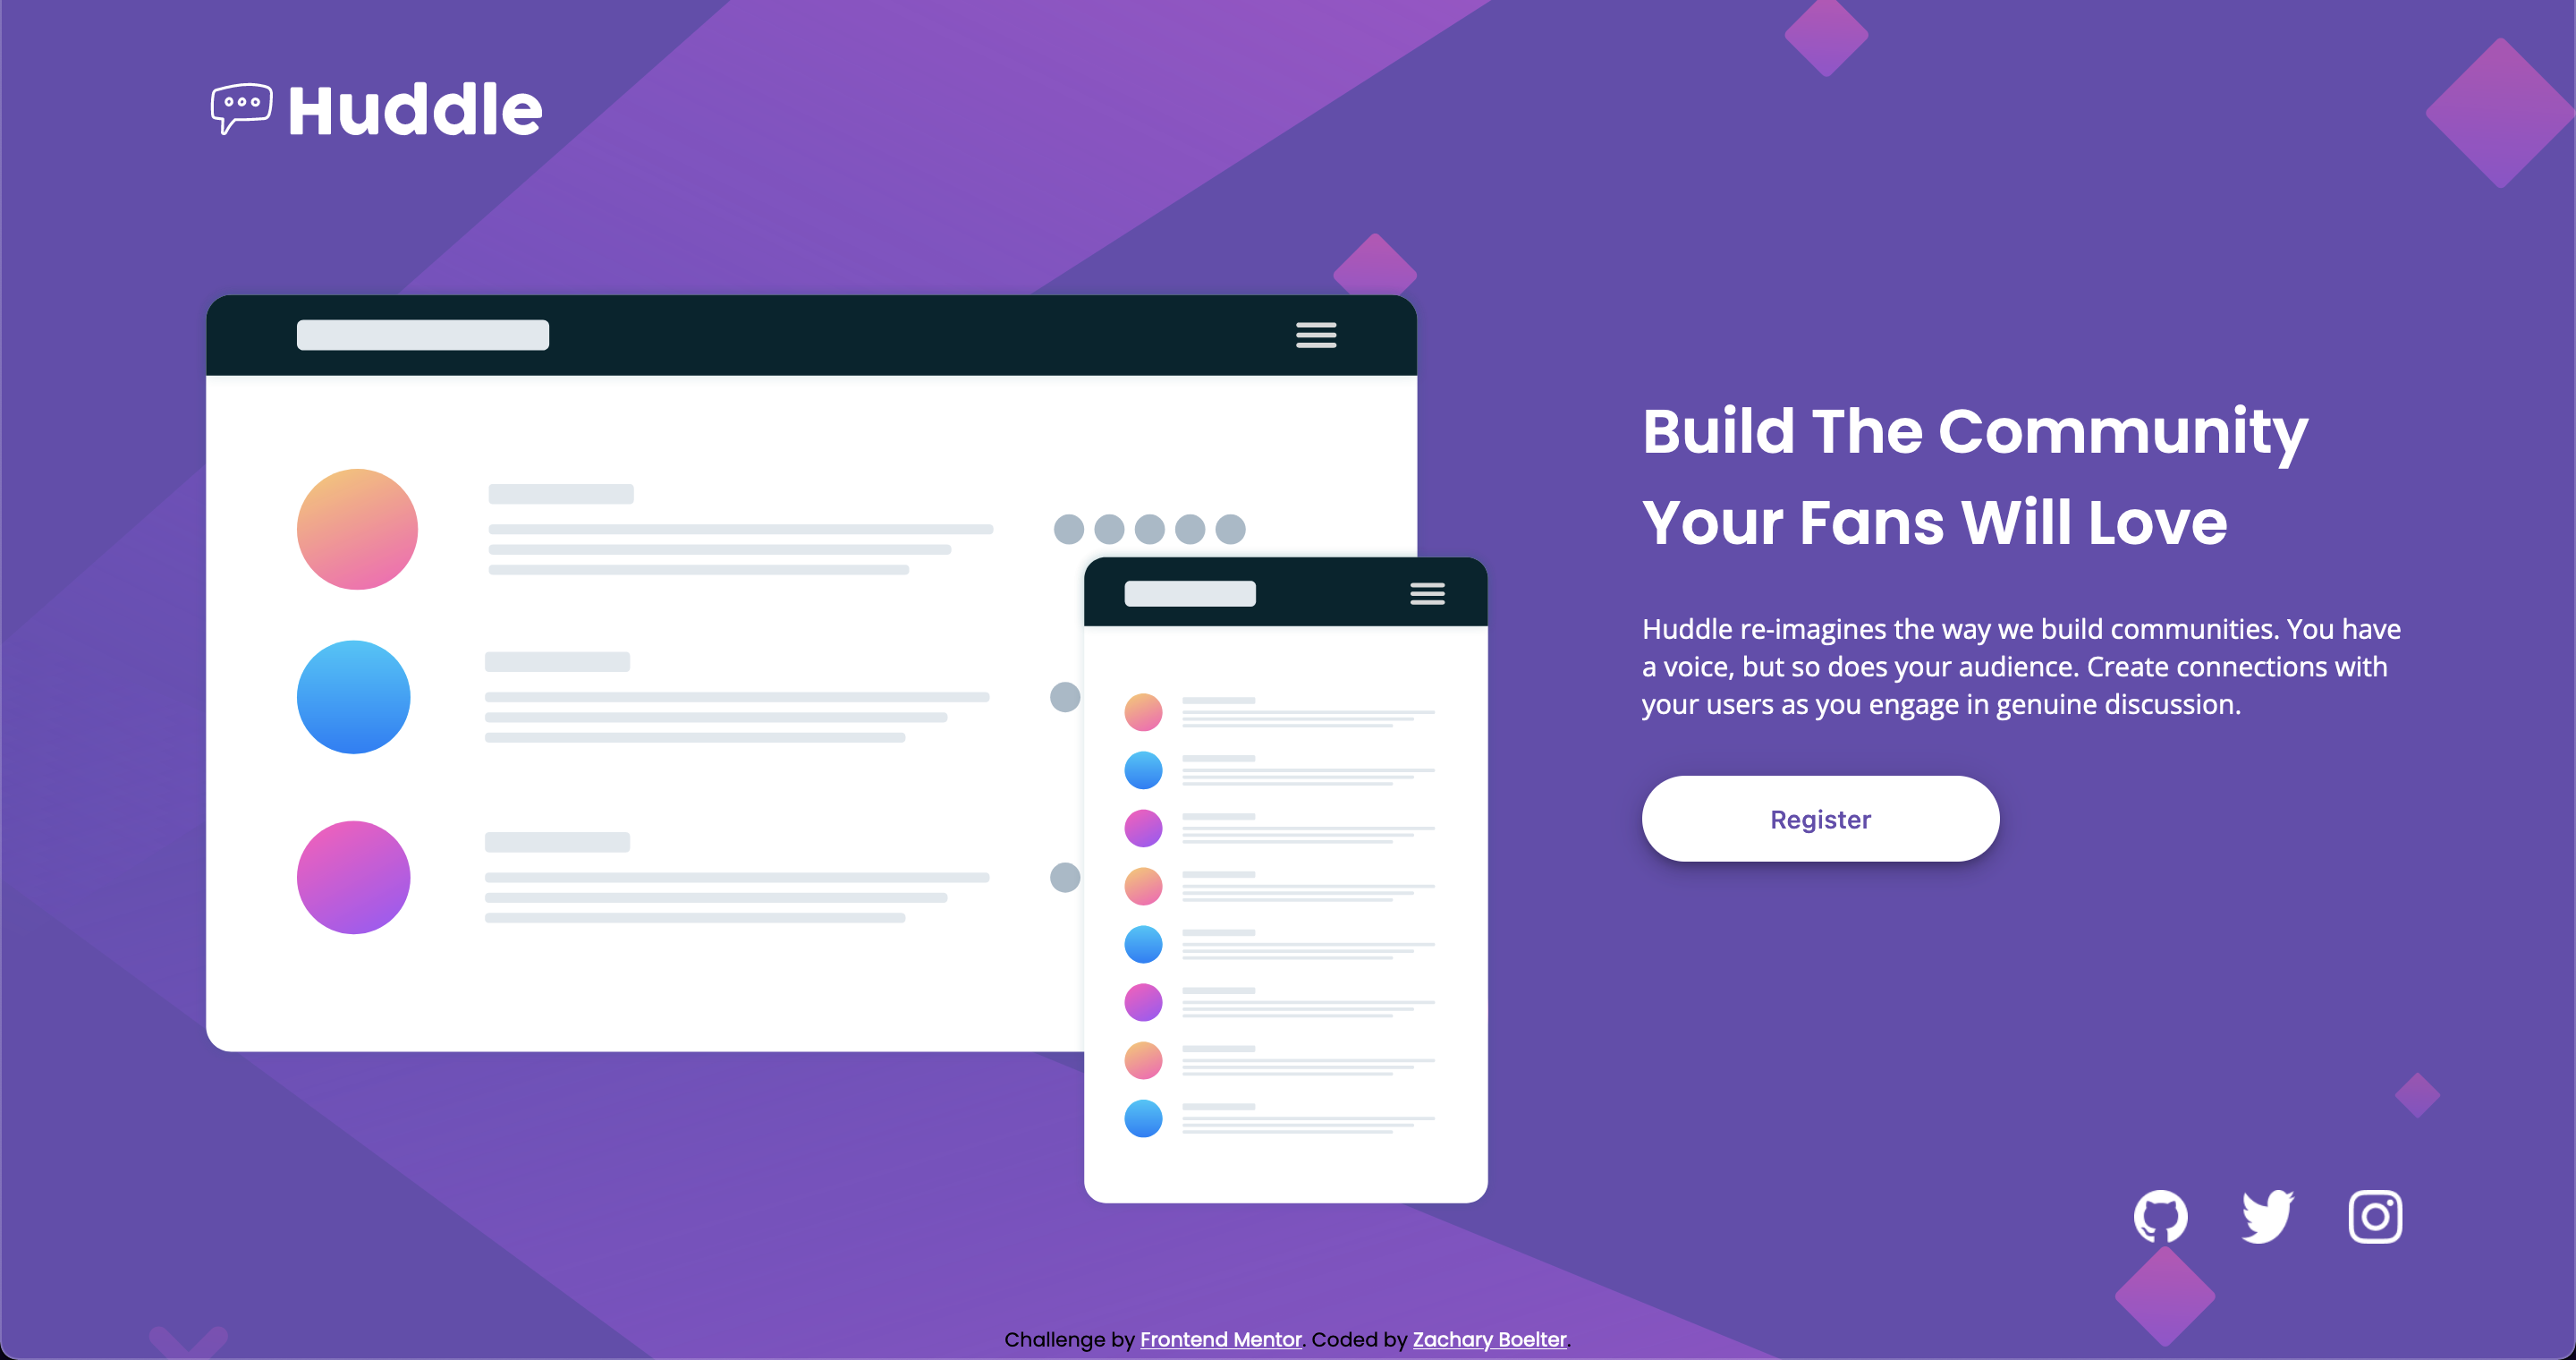 Huddle
Build The Community
Your Fans Will Love
Huddle re-imagines the way we build communities. You have
a voice, but so does your audience. Create connections with
your users as you engage in genuine discussion.
Register
Challenge by Frontend Mentor. Coded by Zachary Boelter.